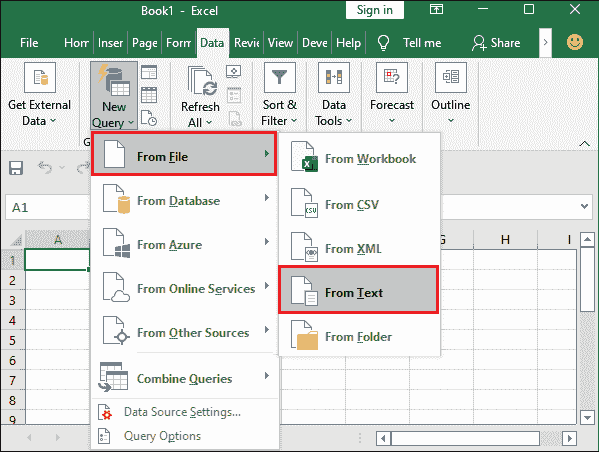 Book1 - Excel
Sign in
File Hom Inser Page Form Data Revie View Deve Help Tell me Share
Get External Data
New Query
Refresh All
Sort & Filter
Data Tools
Forecast
Outline
G
From File
From Database
From Azure
From Online Services
From Other Sources
Combine Queries
Data Source Settings...
Query Options
From Workbook
From CSV
From XML
From Text
From Folder
A1
A G H I
1
2
3
4
5
6
7
8
9